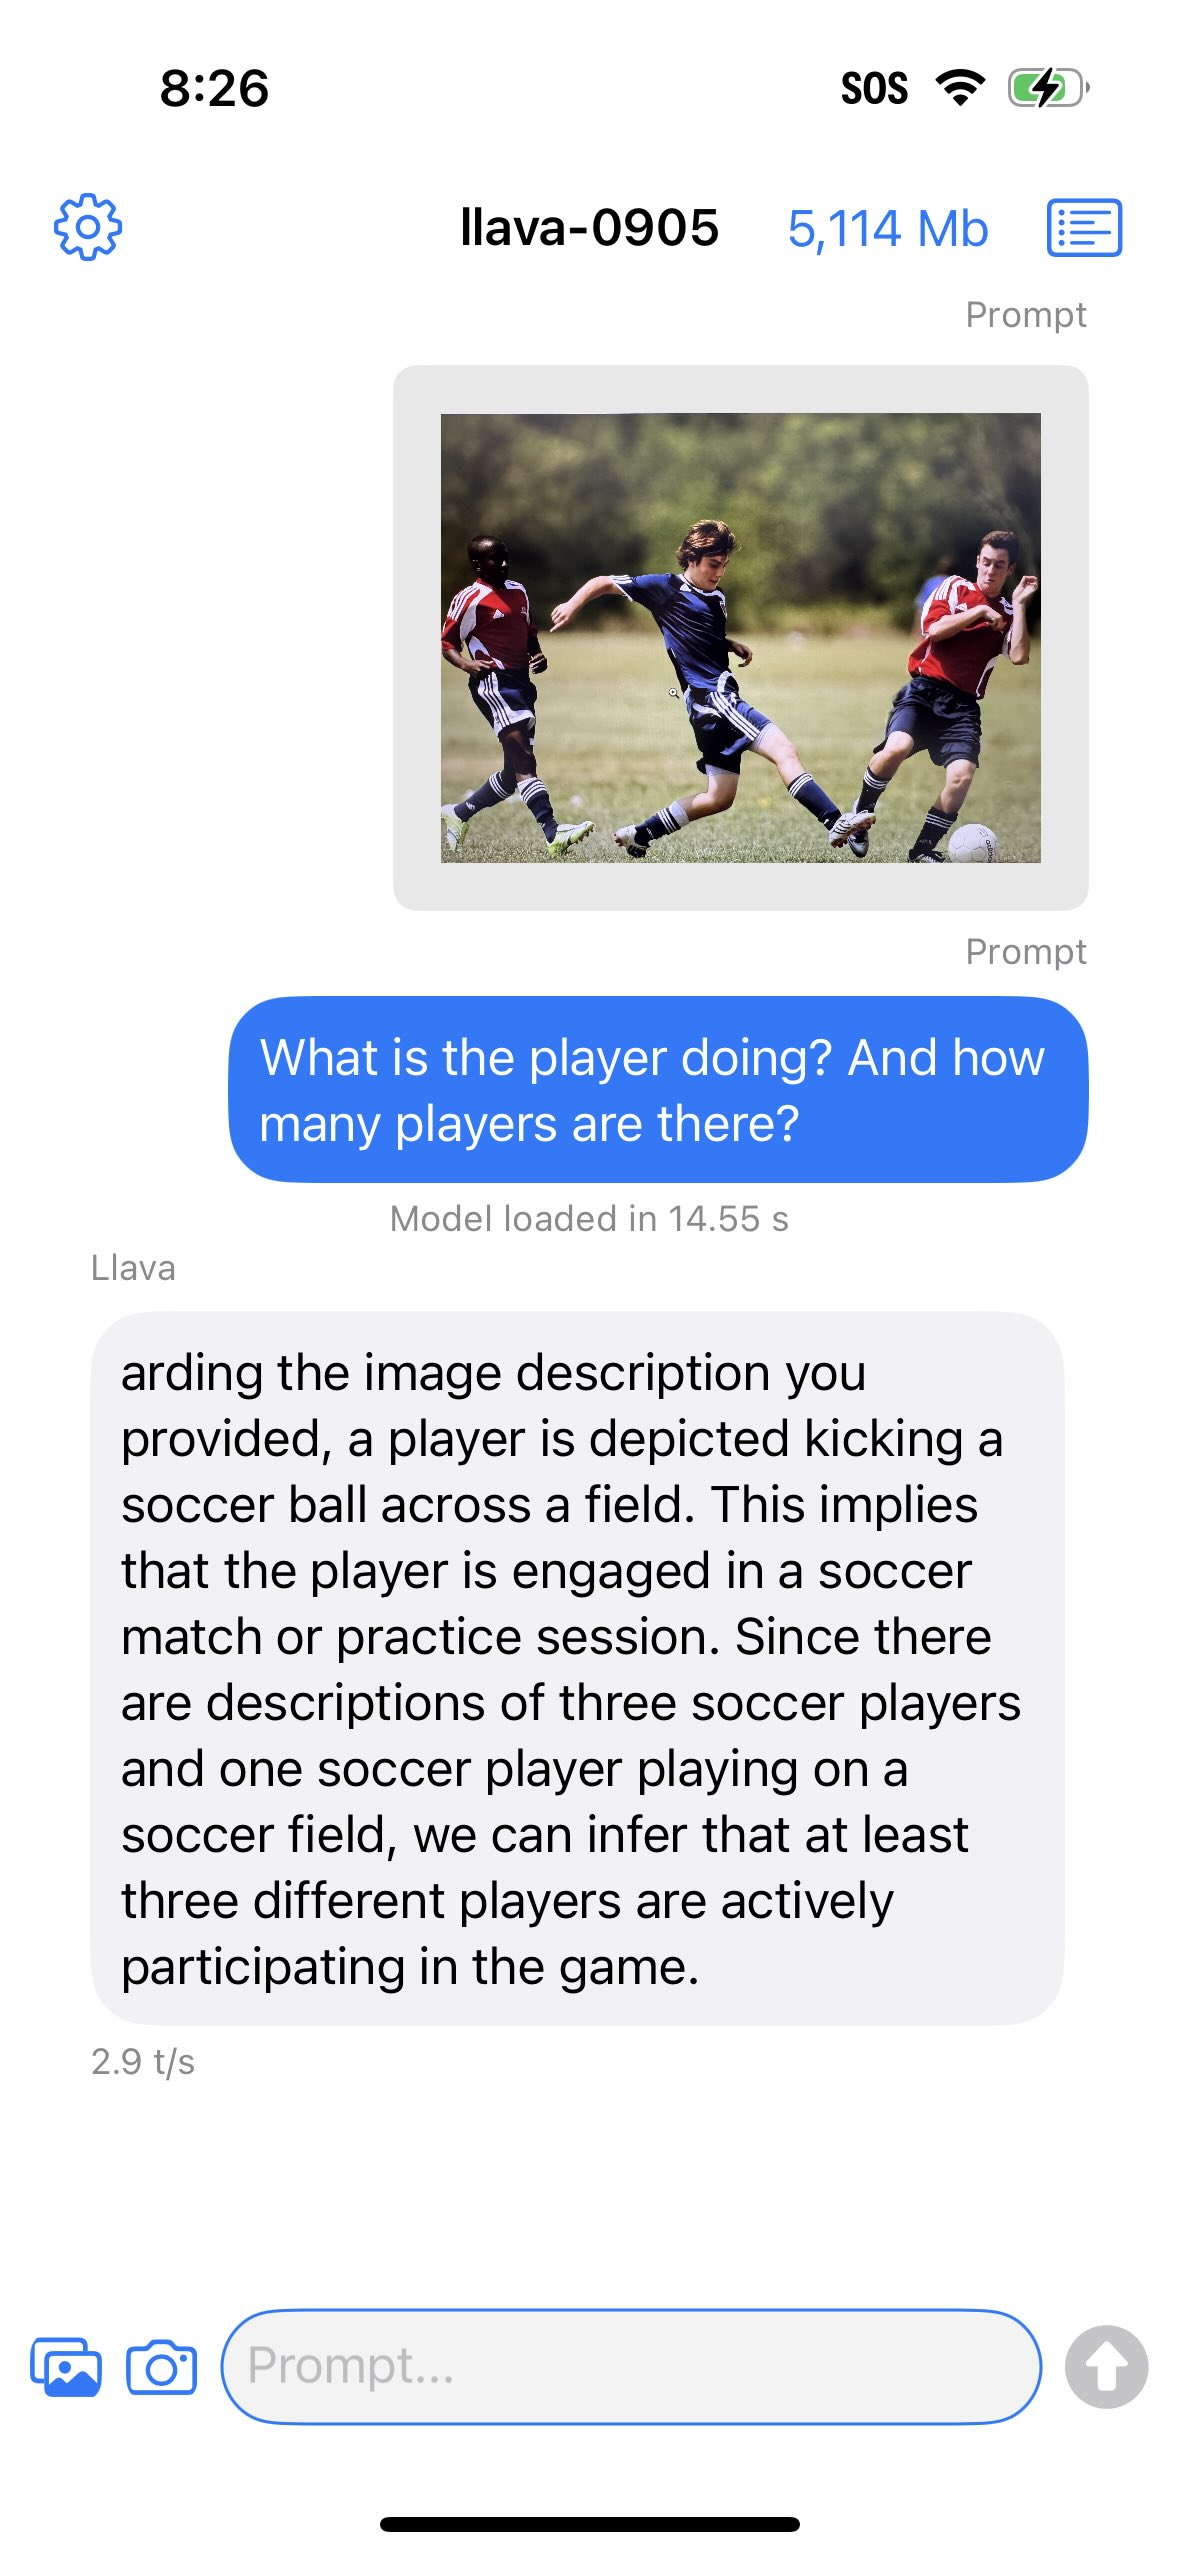 8:26 SOS
llava-0905 5,114 Mb
Prompt
Prompt
What is the player doing? And how
many players are there?
Model loaded in 14.55 s
Llava
arding the image description you
provided, a player is depicted kicking a
soccer ball across a field. This implies
that the player is engaged in a soccer
match or practice session. Since there
are descriptions of three soccer players
and one soccer player playing on a
soccer field, we can infer that at least
three different players are actively
participating in the game.
2.9 t/s
Prompt...